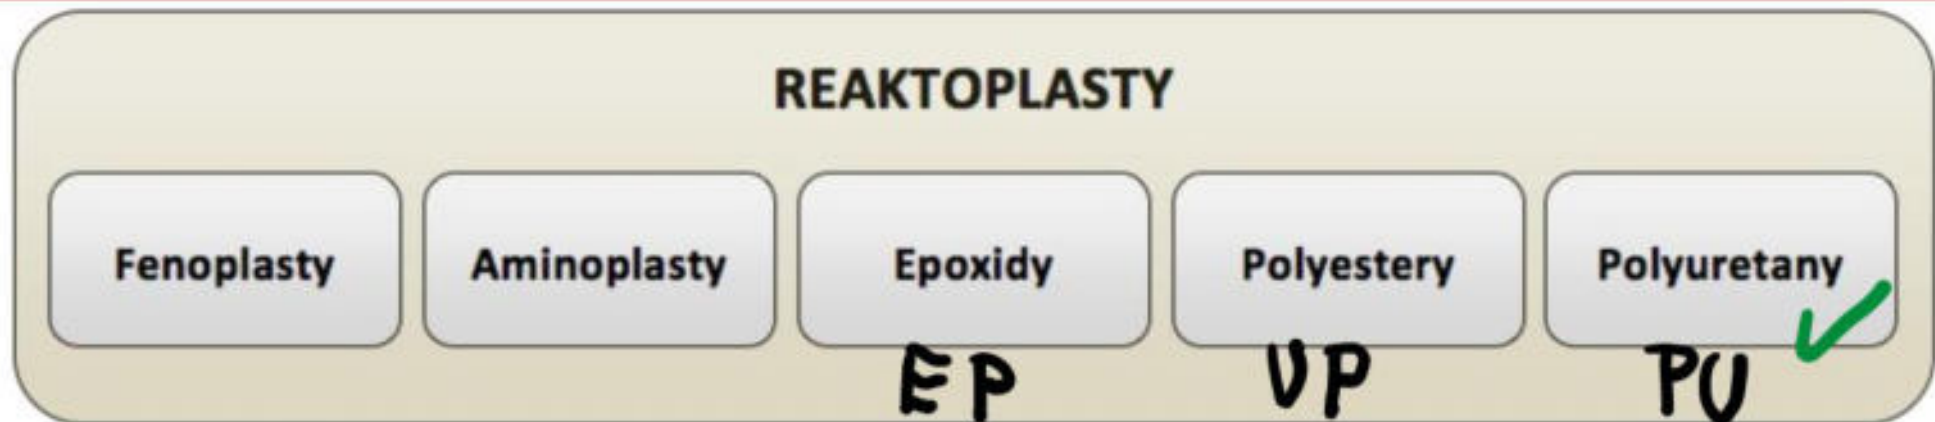 REAKTOPLASTY
Fenoplasty Aminoplasty Epoxidy Polyestery Polyuretany
EP UP PU